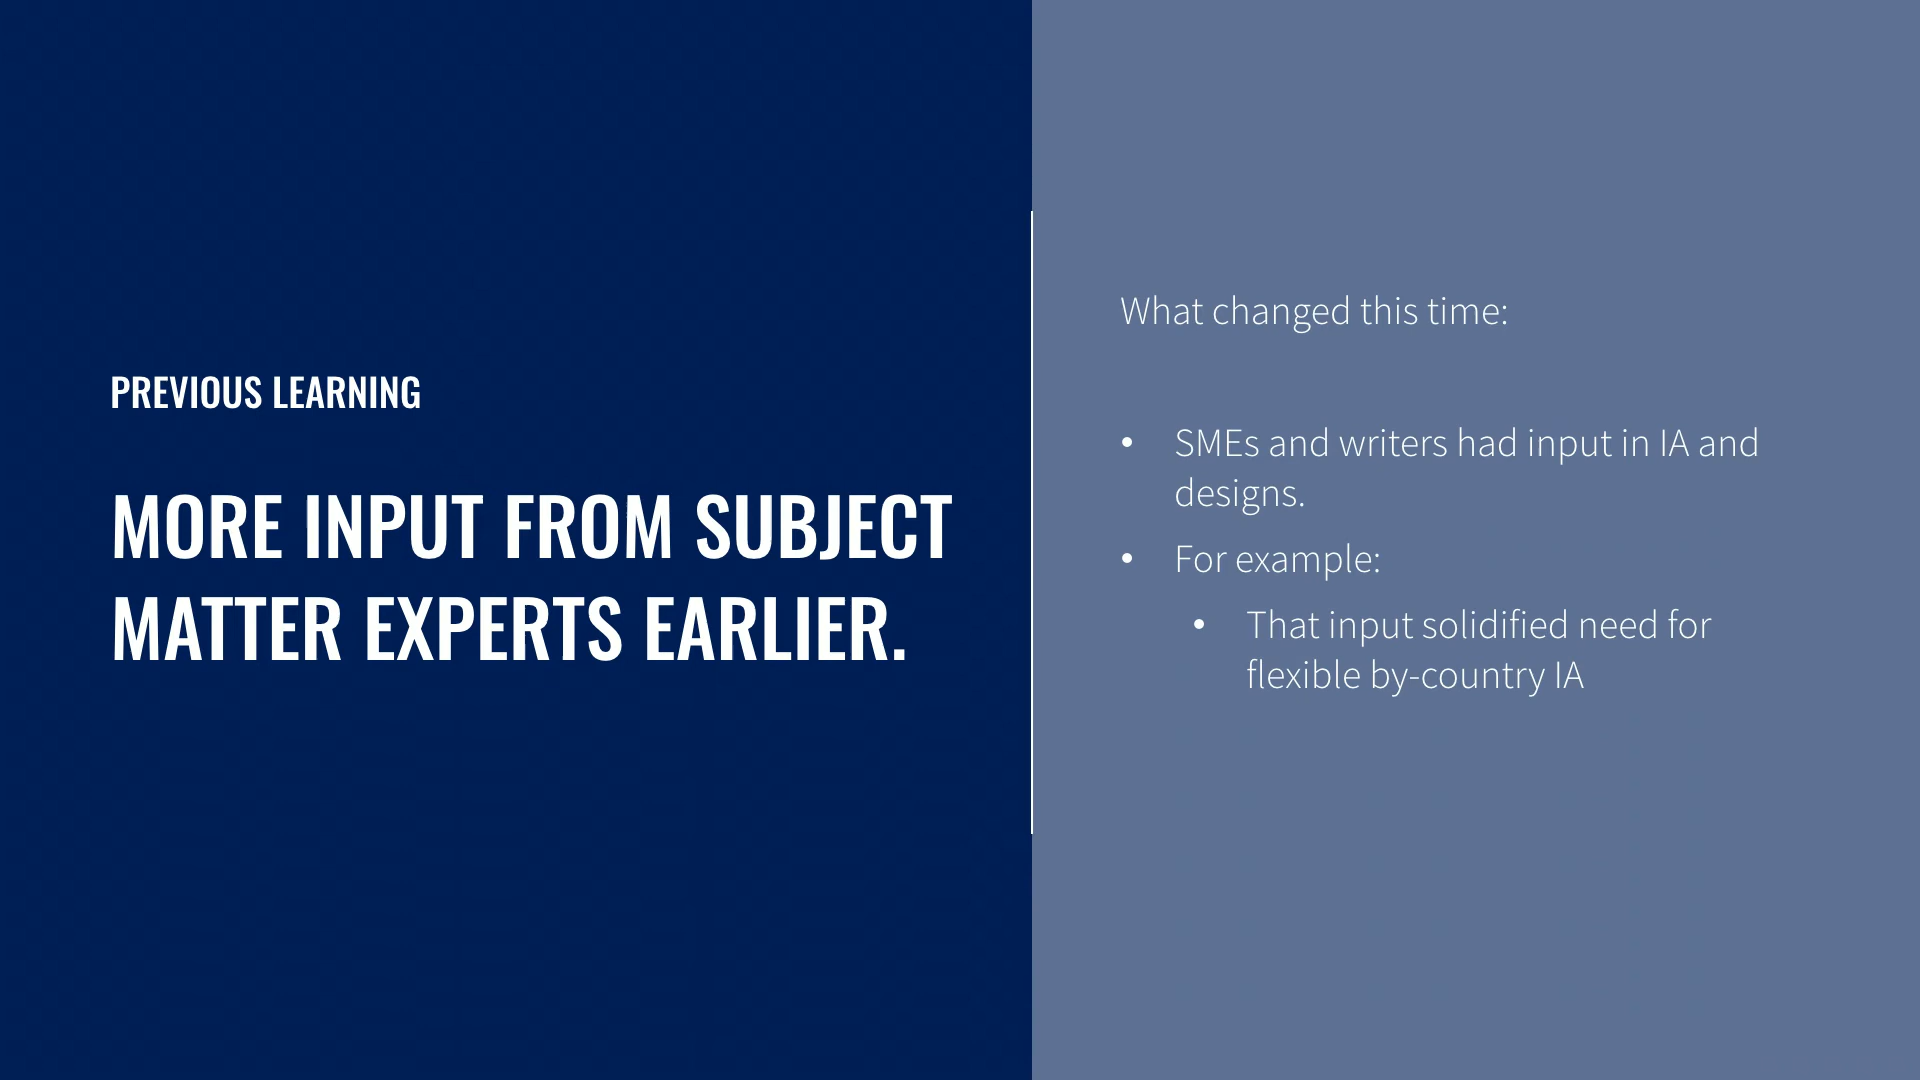 PREVIOUS LEARNING
MORE INPUT FROM SUBJECT
MATTER EXPERTS EARLIER.
What changed this time:
• SMEs and writers had input in IA and
designs.
• For example:
• That input solidified need for
flexible by-country IA